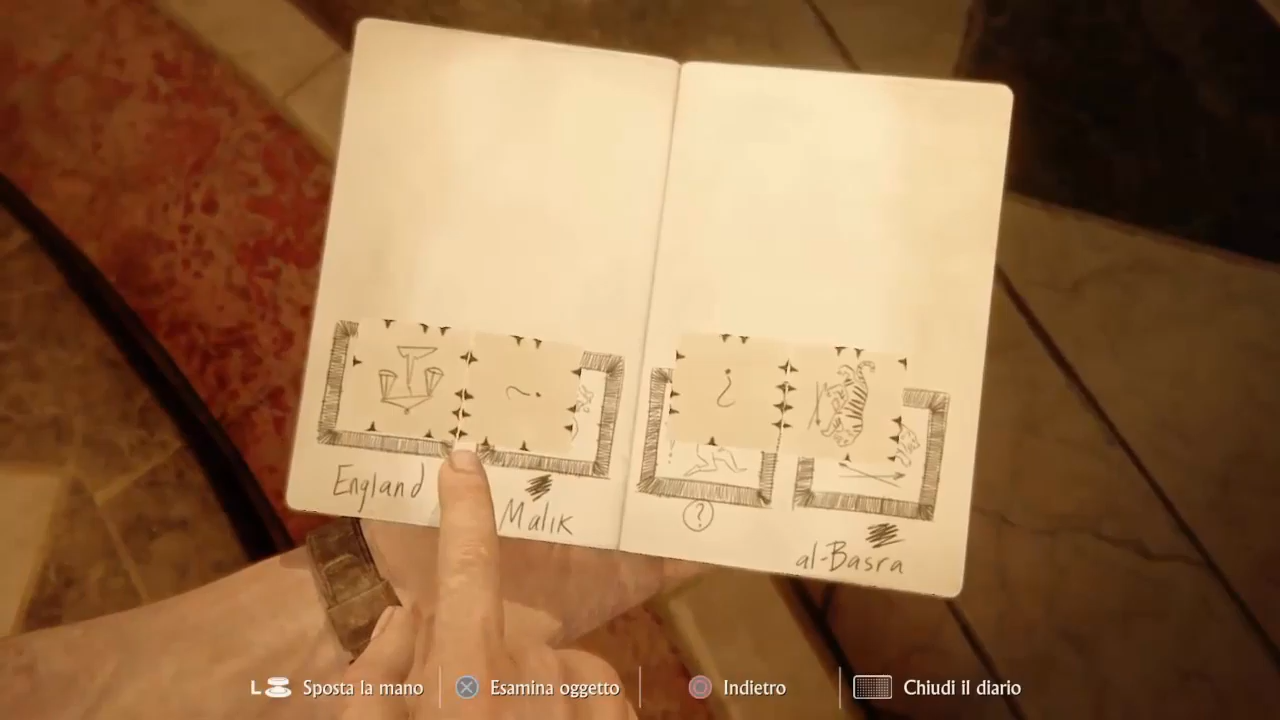 England
Malik
?
al-Basra
L Sposta la mano
Esamina oggetto
Indietro
Chiudi il diario